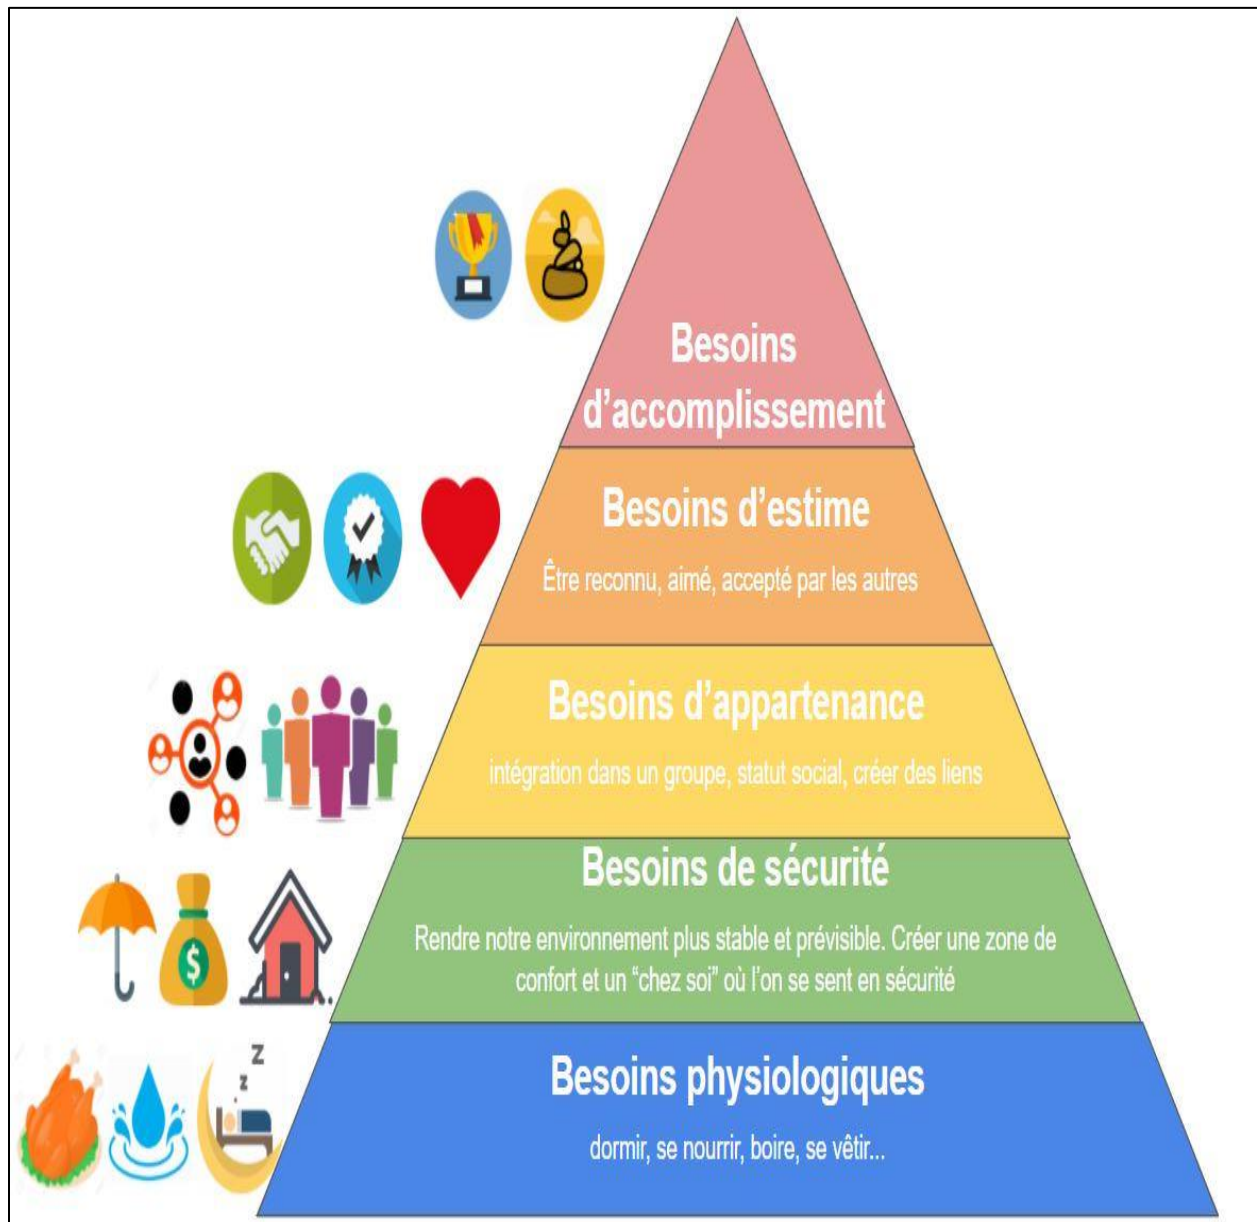 Besoins
d’accomplissement
Besoins d’estime
Être reconnu, aimé, accepté par les autres
Besoins d’appartenance
intégration dans un groupe, statut social, créer des liens
Besoins de sécurité
Rendre notre environnement plus stable et prévisible. Créer une zone de
confort et un “chez soi” où l’on se sent en sécurité
$
Z
z
z
Besoins physiologiques
dormir, se nourrir, boire, se vêtir...